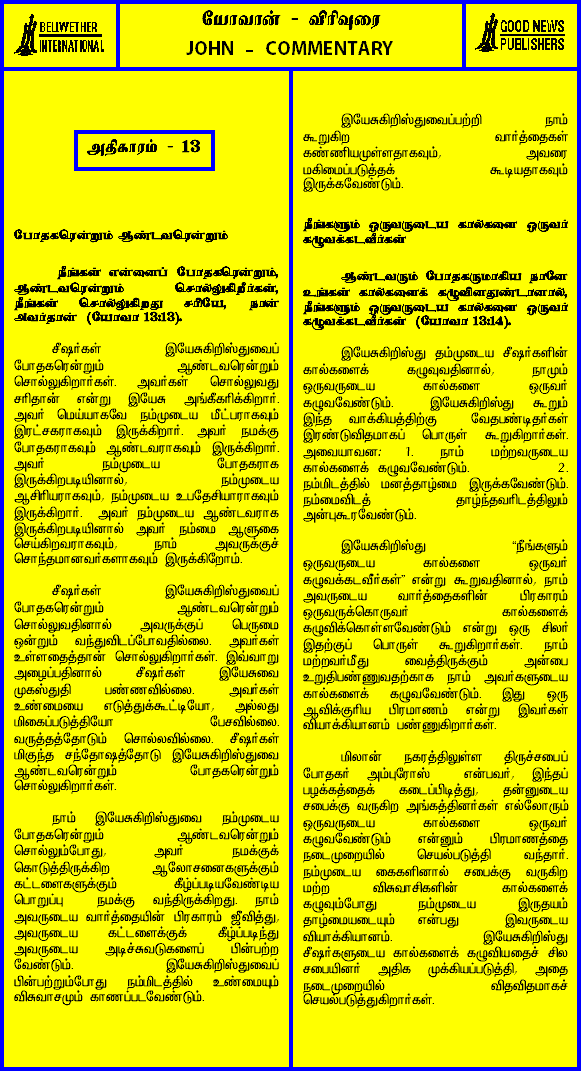 BELLWETHER
INTERNATIONAL
யோவான் - விரிவுரை
JOHN - COMMENTARY
GOOD NEWS
PUBLISHERS
அதிகாரம் - 13
போதகரென்றும் ஆண்டவரென்றும்
நீங்கள் என்னைப் போதகரென்றும்,
ஆண்டவரென்றும் சொல்லுகிறீர்கள்,
நீங்கள் சொல்லுகிறது சரியே, நான்
அவர்தான் (யோவா 13:13).
சீஷர்கள் இயேசுகிறிஸ்துவைப்
போதகரென்றும் ஆண்டவரென்றும்
சொல்லுகிறார்கள். அவர்கள் சொல்லுவது
சரிதான் என்று இயேசு அங்கீகரிக்கிறார்.
அவர் மெய்யாகவே நம்முடைய மீட்பராகவும்
இரட்சகராகவும் இருக்கிறார். அவர் நமக்கு
போதகராகவும் ஆண்டவராகவும் இருக்கிறார்.
அவர் நம்முடைய போதகராக
இருக்கிறபடியினால், நம்முடைய
ஆசிரியராகவும், நம்முடைய உபதேசியாராகவும்
இருக்கிறார். அவர் நம்முடைய ஆண்டவராக
இருக்கிறபடியினால் அவர் நம்மை ஆளுகை
செய்கிறவராகவும், நாம் அவருக்குச்
சொந்தமானவர்களாகவும் இருக்கிறோம்.
சீஷர்கள் இயேசுகிறிஸ்துவைப்
போதகரென்றும் ஆண்டவரென்றும்
சொல்லுவதினால் அவருக்குப் பெருமை
ஒன்றும் வந்துவிடப்போவதில்லை. அவர்கள்
உள்ளதைத்தான் சொல்லுகிறார்கள். இவ்வாறு
அழைப்பதினால் சீஷர்கள் இயேசுவை
முகஸ்துதி பண்ணவில்லை. அவர்கள்
உண்மையை எடுத்துக்கூட்டியோ, அல்லது
மிகைப்படுத்தியோ பேசவில்லை.
வருத்தத்தோடும் சொல்லவில்லை. சீஷர்கள்
மிகுந்த சந்தோஷத்தோடு இயேசுகிறிஸ்துவை
ஆண்டவரென்றும் போதகரென்றும்
சொல்லுகிறார்கள்.
நாம் இயேசுகிறிஸ்துவை நம்முடைய
போதகரென்றும் ஆண்டவரென்றும்
சொல்லும்போது, அவர் நமக்குக்
கொடுத்திருக்கிற ஆலோசனைகளுக்கும்
கட்டளைகளுக்கும் கீழ்ப்படியவேண்டிய
பொறுப்பு நமக்கு வந்திருக்கிறது. நாம்
அவருடைய வார்த்தையின் பிரகாரம் ஜீவித்து,
அவருடைய கட்டளைக்குக் கீழ்ப்படிந்து
அவருடைய அடிச்சுவடுகளைப் பின்பற்ற
வேண்டும். இயேசுகிறிஸ்துவைப்
பின்பற்றும்போது நம்மிடத்தில் உண்மையும்
விசுவாசமும் காணப்படவேண்டும்.
இயேசுகிறிஸ்துவைப்பற்றி நாம்
கூறுகிற வார்த்தைகள்
கண்ணியமுள்ளதாகவும், அவரை
மகிமைப்படுத்தக் கூடியதாகவும்
இருக்கவேண்டும்.
நீங்களும் ஒருவருடைய கால்களை ஒருவர்
கழுவக்கடவீர்கள்
ஆண்டவரும் போதகருமாகிய நானே
உங்கள் கால்களைக் கழுவினதுண்டானால்,
நீங்களும் ஒருவருடைய கால்களை ஒருவர்
கழுவக்கடவீர்கள் (யோவா 13:14).
இயேசுகிறிஸ்து தம்முடைய சீஷர்களின்
கால்களைக் கழுவுவதினால், நாமும்
ஒருவருடைய கால்களை ஒருவர்
கழுவவேண்டும். இயேசுகிறிஸ்து கூறும்
இந்த வாக்கியத்திற்கு வேதபண்டிதர்கள்
இரண்டுவிதமாகப் பொருள் கூறுகிறார்கள்.
அவையாவன: 1. நாம் மற்றவருடைய
கால்களைக் கழுவவேண்டும். 2.
நம்மிடத்தில் மனத்தாழ்மை இருக்கவேண்டும்.
நம்மைவிடத் தாழ்ந்தவரிடத்திலும்
அன்புகூரவேண்டும்.
இயேசுகிறிஸ்து “நீங்களும்
ஒருவருடைய கால்களை ஒருவர்
கழுவக்கடவீர்கள்” என்று கூறுவதினால், நாம்
அவருடைய வார்த்தைகளின் பிரகாரம்
ஒருவருக்கொருவர் கால்களைக்
கழுவிக்கொள்ளவேண்டும் என்று ஒரு சிலர்
இதற்குப் பொருள் கூறுகிறார்கள். நாம்
மற்றவர்மீது வைத்திருக்கும் அன்பை
உறுதிபண்ணுவதற்காக நாம் அவர்களுடைய
கால்களைக் கழுவவேண்டும். இது ஒரு
ஆவிக்குரிய பிரமாணம் என்று இவர்கள்
வியாக்கியானம் பண்ணுகிறார்கள்.
மிலான் நகரத்திலுள்ள திருச்சபைப்
போதகர் அம்புரோஸ் என்பவர், இந்தப்
பழக்கத்தைக் கடைப்பிடித்து, தன்னுடைய
சபைக்கு வருகிற அங்கத்தினர்கள் எல்லோரும்
ஒருவருடைய கால்களை ஒருவர்
கழுவவேண்டும் என்னும் பிரமாணத்தை
நடைமுறையில் செயல்படுத்தி வந்தார்.
நம்முடைய கைகளினால் சபைக்கு வருகிற
மற்ற விசுவாசிகளின் கால்களைக்
கழுவும்போது நம்முடைய இருதயம்
தாழ்மையடையும் என்பது இவருடைய
வியாக்கியானம். இயேசுகிறிஸ்து
சீஷர்களுடைய கால்களைக் கழுவியதைச் சில
சபையினர் அதிக முக்கியப்படுத்தி, அதை
நடைமுறையில் விதவிதமாகச்
செயல்படுத்துகிறார்கள்.